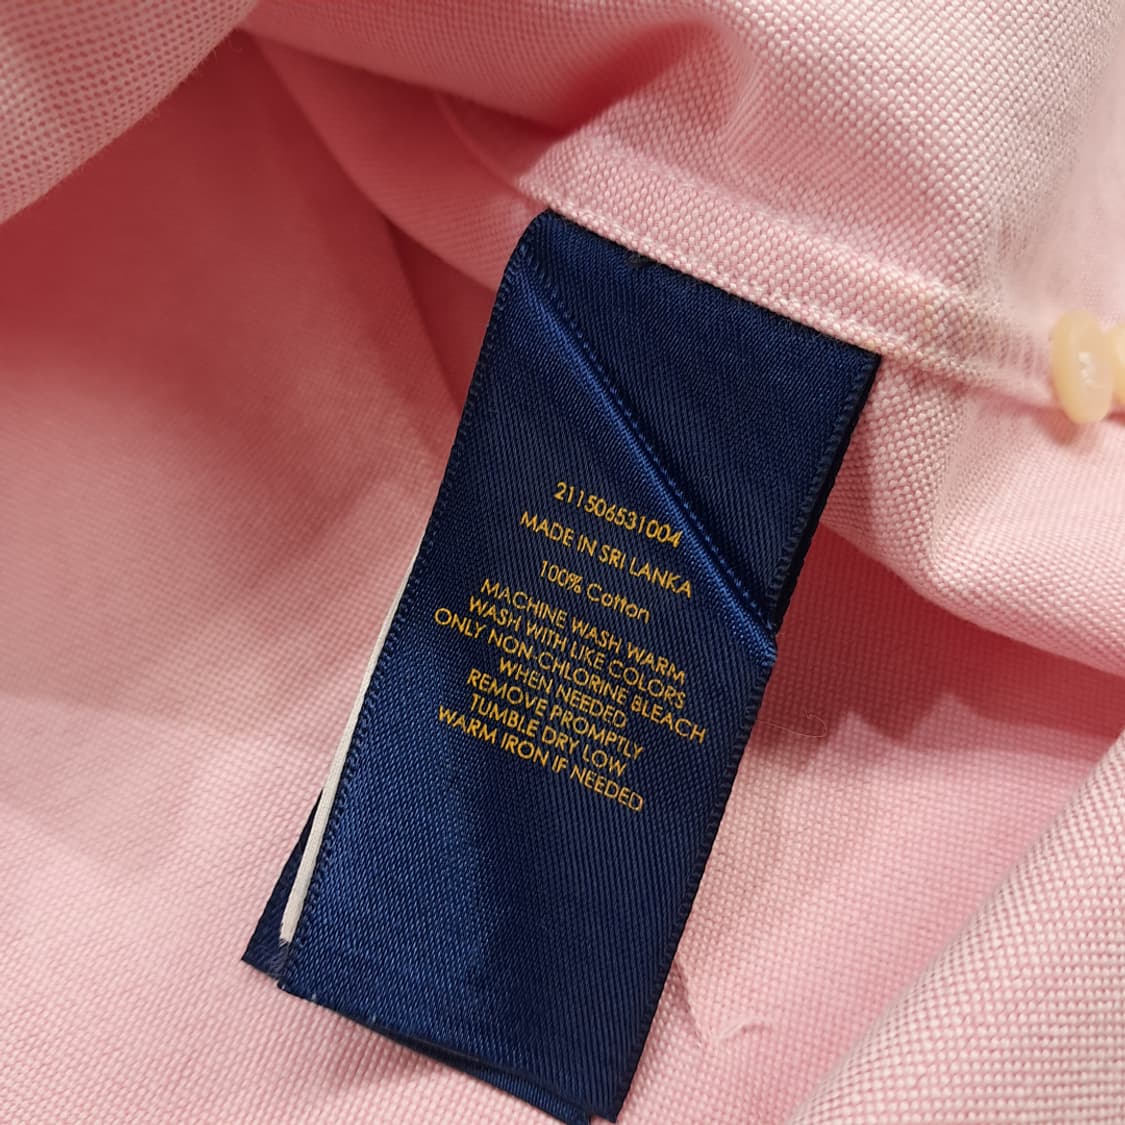 211506531004
MADE IN SRI LANKA
100% Cotton
MACHINE WASH WARM
WASH WITH LIKE COLORS
ONLY NON-CHLORINE BLEACH
WHEN NEEDED
REMOVE PROMPTLY
TUMBLE DRY LOW
WARM IRON IF NEEDED